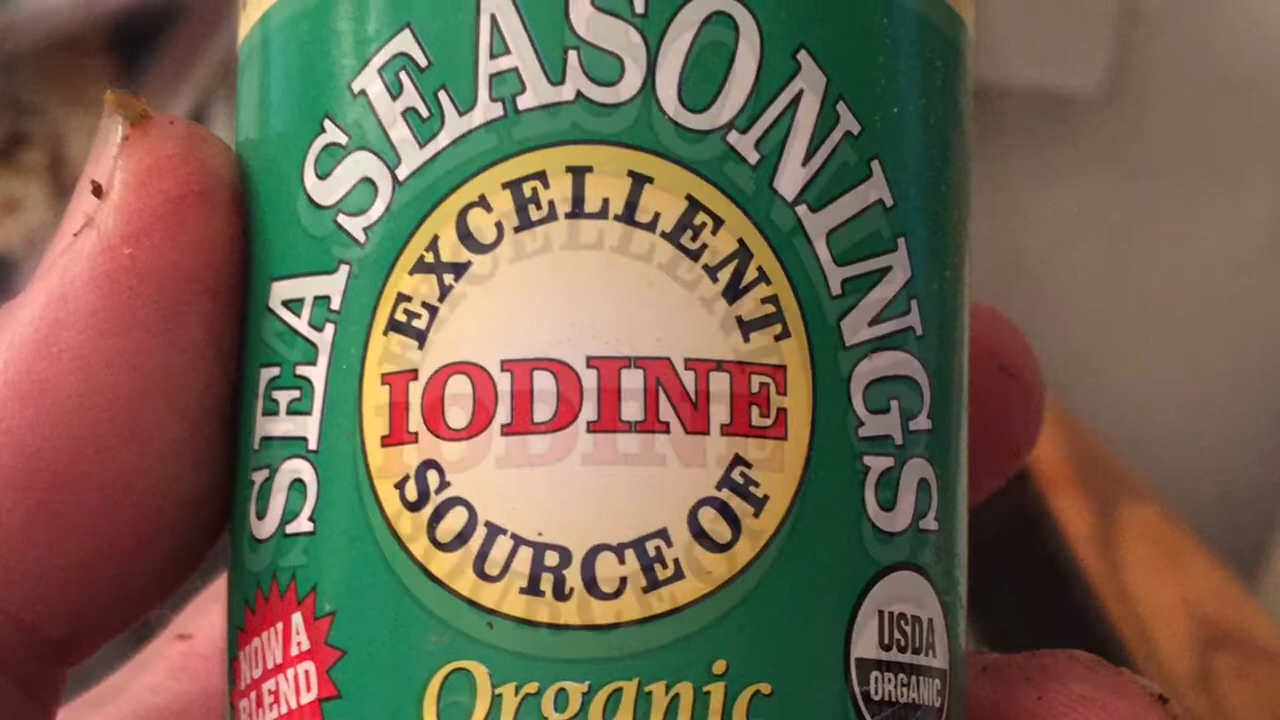 SEA SEASONINGS
EXCELLENT
IODINE
SOURCE OF
NOW A
BLEND
USDA
ORGANIC
Organic